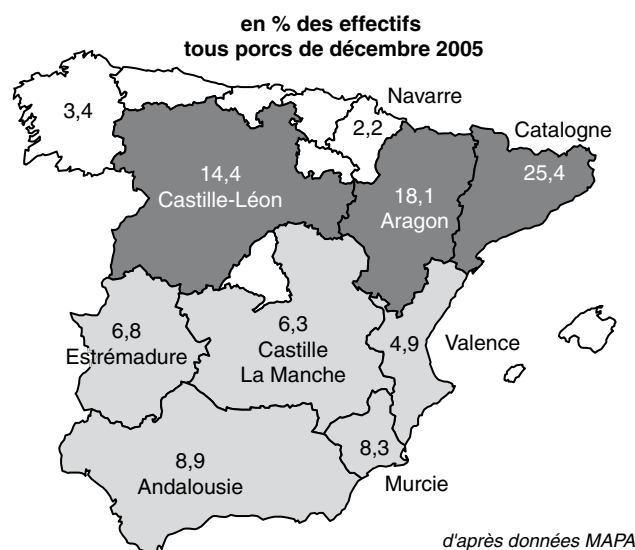 en % des effectifs
tous porcs de décembre 2005
Navarre
3,4
2,2
Catalogne
14,4
Castille-Léon
25,4
18,1
Aragon
6,8
Estrémadure
6,3
Castille
La Manche
4,9
Valence
8,9
Andalousie
8,3
Murcie
d'après données MAPA